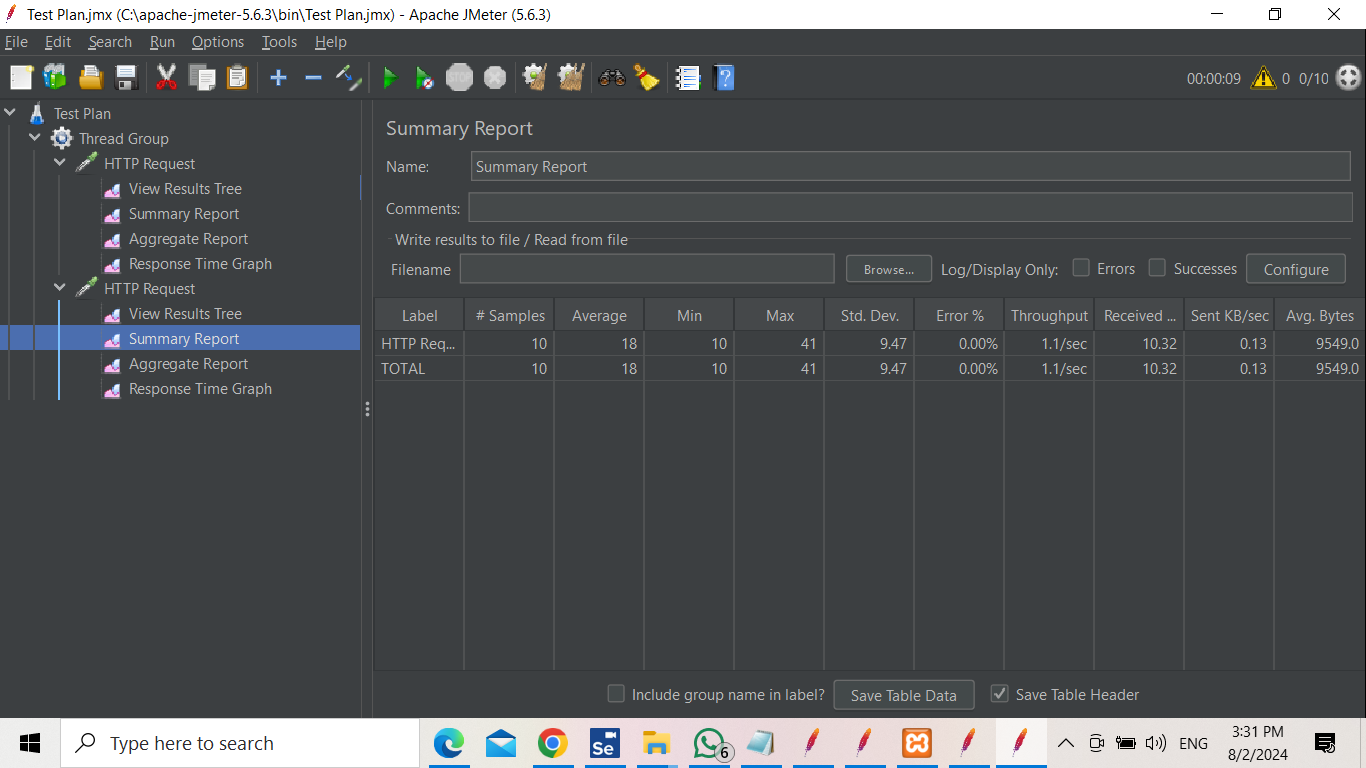 Test Plan.jmx (C:\apache-jmeter-5.6.3\bin\Test Plan.jmx) - Apache JMeter (5.6.3)
File Edit Search Run Options Tools Help
STOP
00:00:09 0 0/10
Test Plan
Thread Group
HTTP Request
View Results Tree
Summary Report
Aggregate Report
Response Time Graph
HTTP Request
View Results Tree
Summary Report
Aggregate Report
Response Time Graph
Summary Report
Name: Summary Report
Comments:
Write results to file / Read from file
Filename Browse... Log/Display Only: Errors Successes Configure
Label # Samples Average Min Max Std. Dev. Error % Throughput Received ... Sent KB/sec Avg. Bytes
HTTP Req... 10 18 10 41 9.47 0.00% 1.1/sec 10.32 0.13 9549.0
TOTAL 10 18 10 41 9.47 0.00% 1.1/sec 10.32 0.13 9549.0
Include group name in label? Save Table Data Save Table Header
Type here to search
Se
6
ENG
3:31 PM
8/2/2024